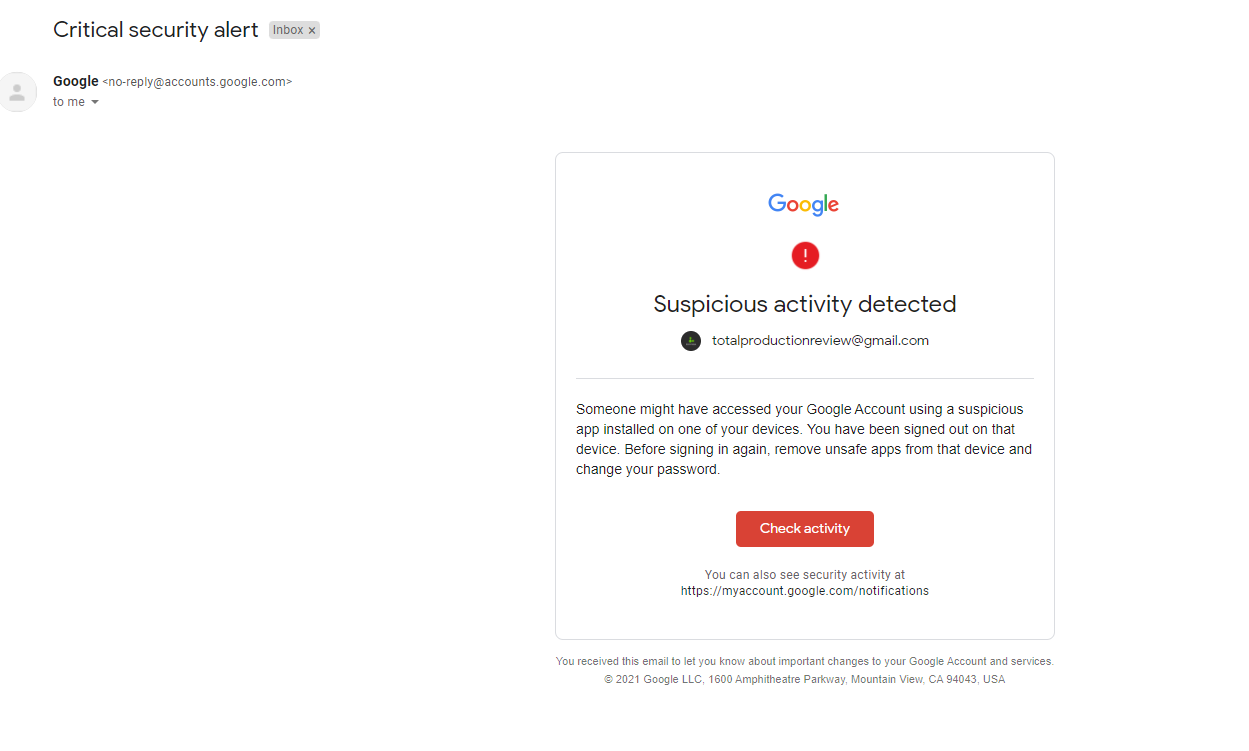 Critical security alert Inbox x
Google <no-reply@accounts.google.com>
to me
Google
!
Suspicious activity detected
totalproductionreview@gmail.com
Someone might have accessed your Google Account using a suspicious
app installed on one of your devices. You have been signed out on that
device. Before signing in again, remove unsafe apps from that device and
change your password.
Check activity
You can also see security activity at
https://myaccount.google.com/notifications
You received this email to let you know about important changes to your Google Account and services.
© 2021 Google LLC, 1600 Amphitheatre Parkway, Mountain View, CA 94043, USA